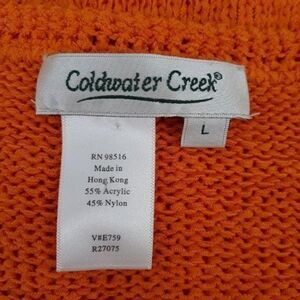 Coldwater Creek®
L
RN 98516
Made in
Hong Kong
55% Acrylic
45% Nylon
V#E759
R27075